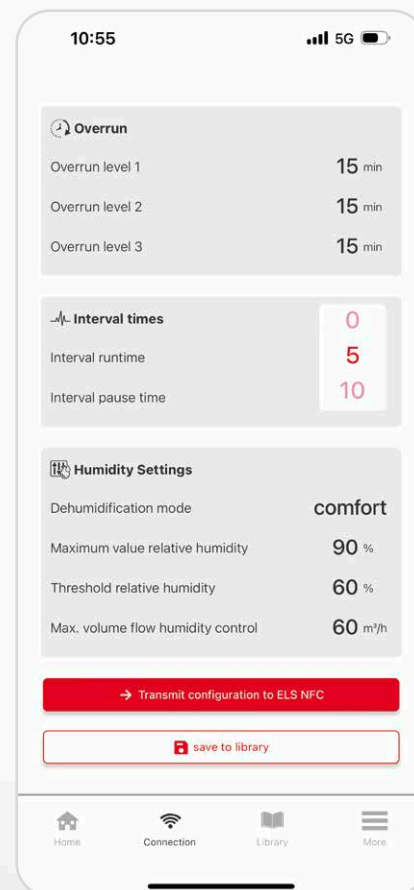 10:55 5G
Overrun
Overrun level 1 15 min
Overrun level 2 15 min
Overrun level 3 15 min
Interval times 0
Interval runtime 5
Interval pause time 10
Humidity Settings
Dehumidification mode comfort
Maximum value relative humidity 90 %
Threshold relative humidity 60 %
Max. volume flow humidity control 60 m³/h
→ Transmit configuration to ELS NFC
save to library
Home Connection Library More